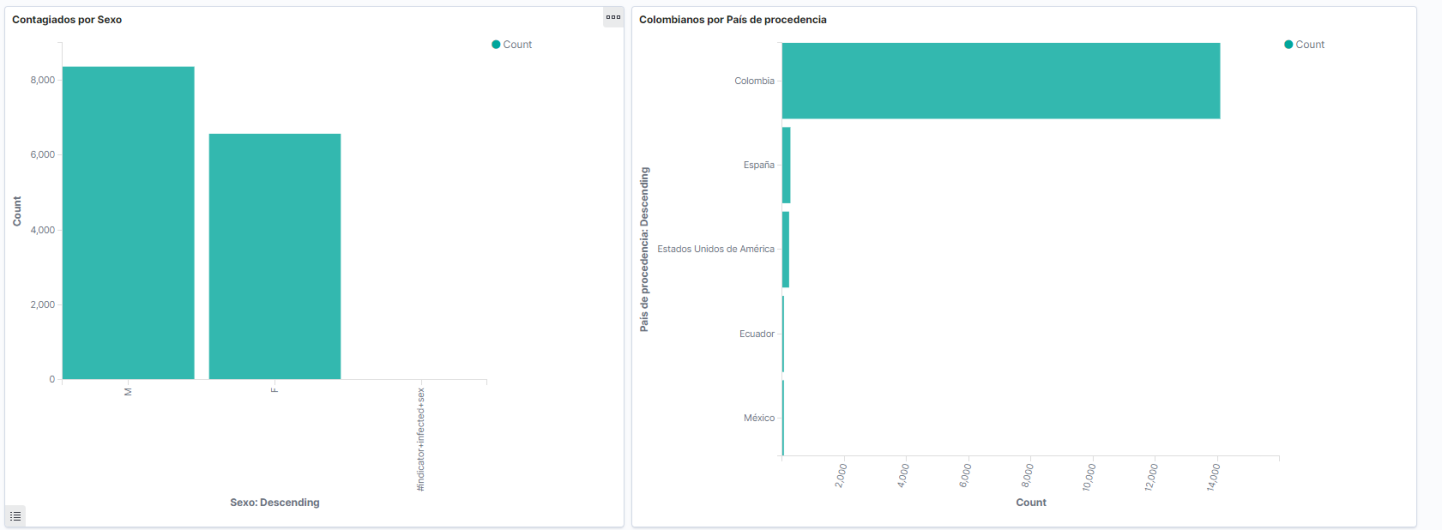 Contagiados por Sexo
Count
8,000
6,000
4,000
2,000
0
Count
M
F
#indicator+infected+sex
Sexo: Descending
Colombianos por País de procedencia
Count
Colombia
España
Estados Unidos de América
Ecuador
México
País de procedencia: Descending
2,000
4,000
6,000
8,000
10,000
12,000
14,000
Count